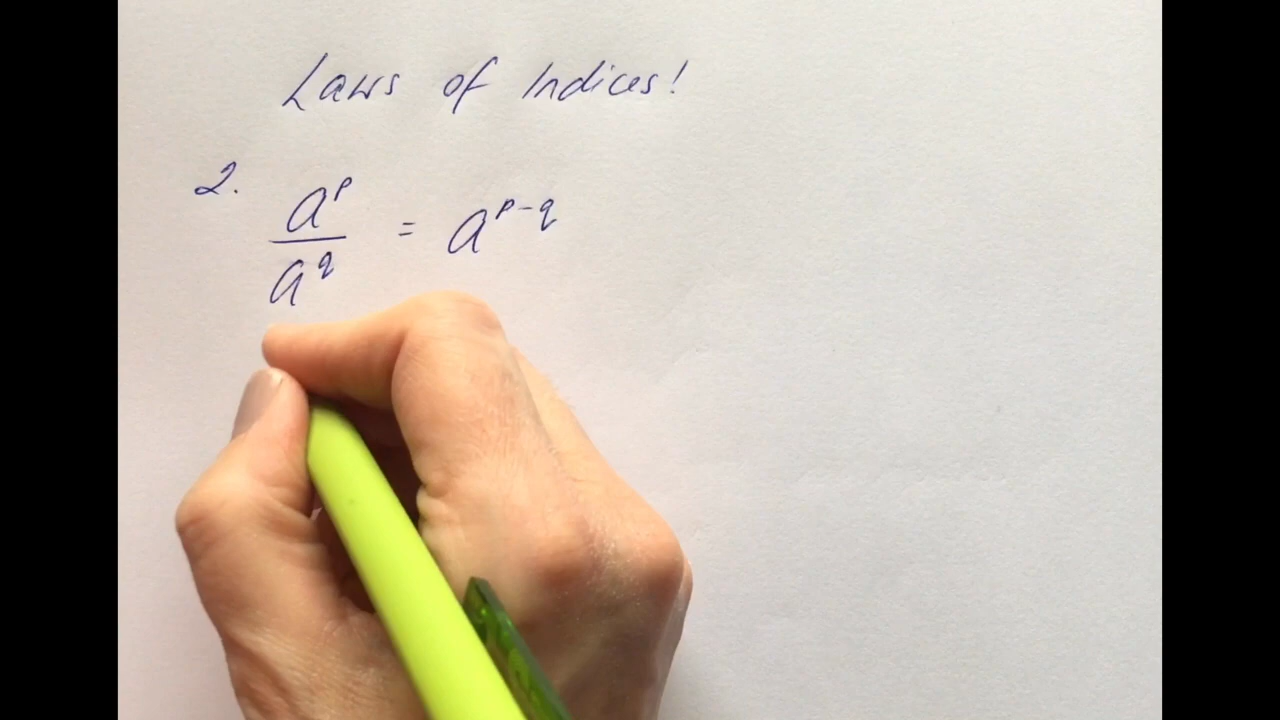 Laws of Indices!
2. a^p / a^q = a^(p-q)